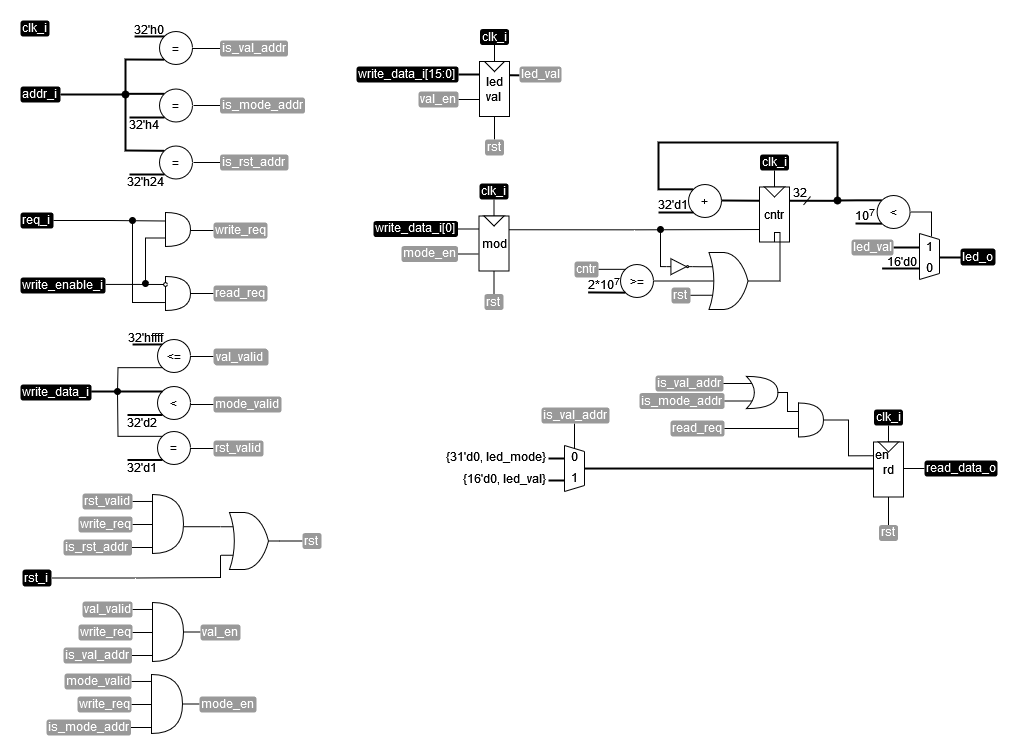 clk_i
32'h0
=
is_val_addr
addr_i
=
is_mode_addr
32'h4
=
is_rst_addr
32'h24
req_i
write_req
write_enable_i
read_req
32'hffff
<=
val_valid
write_data_i
<
mode_valid
32'd2
=
rst_valid
32'd1
rst_valid
write_req
is_rst_addr
rst
rst_i
val_valid
write_req
val_en
is_val_addr
mode_valid
write_req
mode_en
is_mode_addr
clk_i
write_data_i[15:0]
led
val
led_val
val_en
rst
clk_i
write_data_i[0]
mod
mode_en
rst
clk_i
32'd1
+
cntr
32
10⁷
<
cntr
2*10⁷
>=
rst
led_val
1
16'd0
0
led_o
is_val_addr
is_mode_addr
read_req
is_val_addr
{31'd0, led_mode}
0
{16'd0, led_val}
1
clk_i
en
rd
read_data_o
rst